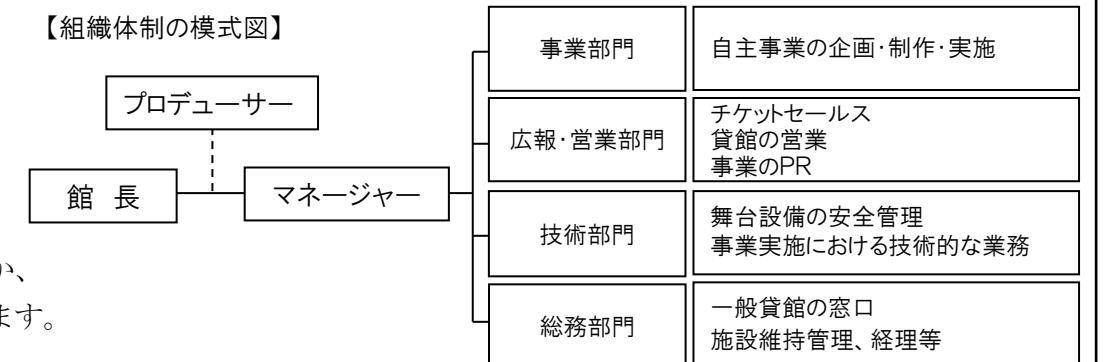 【組織体制の模式図】
プロデューサー
館 長
マネージャー
事業部門
自主事業の企画・制作・実施
広報・営業部門
チケットセールス
貸館の営業
事業のPR
技術部門
舞台設備の安全管理
事業実施における技術的な業務
総務部門
一般貸館の窓口
施設維持管理、経理等
か、
ます。